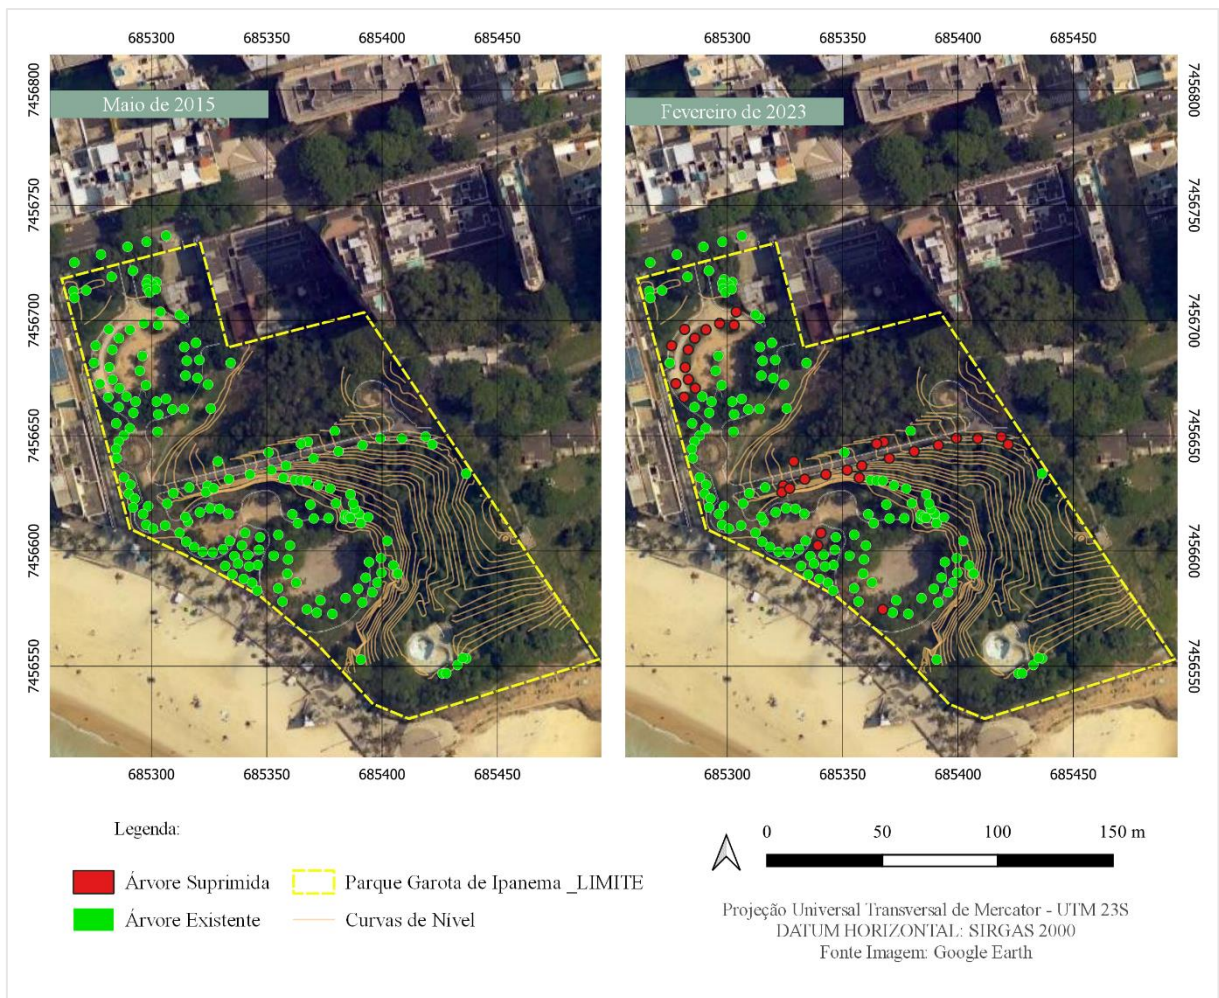 685300 685350 685400 685450 685300 685350 685400 685450
7456800
7456750
7456700
7456650
7456600
7456550
Maio de 2015
Fevereiro de 2023
7456800
7456750
7456700
7456650
7456600
7456550
685300 685350 685400 685450 685300 685350 685400 685450
Legenda:
Árvore Suprimida
Parque Garota de Ipanema _LIMITE
Árvore Existente
Curvas de Nível
0 50 100 150 m
Projeção Universal Transversal de Mercator - UTM 23S
DATUM HORIZONTAL: SIRGAS 2000
Fonte Imagem: Google Earth